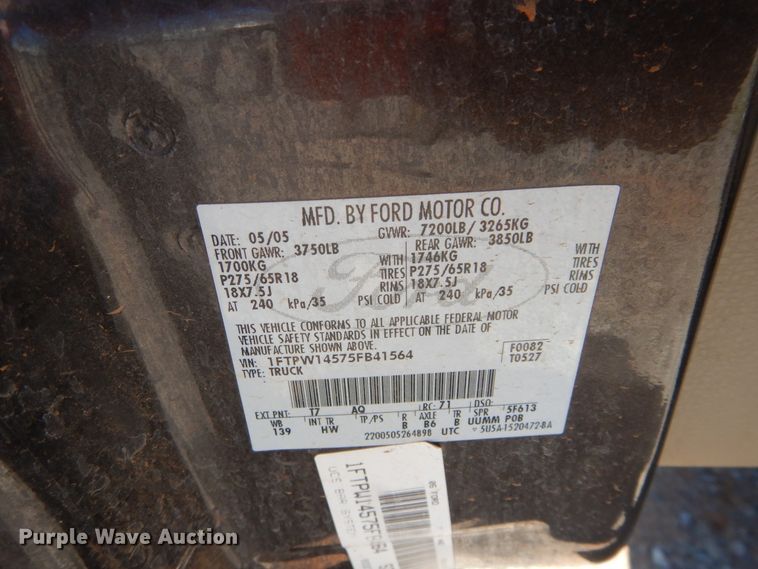 MFD. BY FORD MOTOR CO.
DATE: 05/05 GVWR: 7200LB/ 3265KG
FRONT GAWR: 3750LB REAR GAWR: 3850LB
1700KG WITH 1746KG WITH
P275/65R18 TIRES P275/65R18 TIRES
18X7.5J RIMS 18X7.5J RIMS
AT 240 kPa/35 PSI COLD AT 240 kPa/35 PSI COLD
Ford
THIS VEHICLE CONFORMS TO ALL APPLICABLE FEDERAL MOTOR
VEHICLE SAFETY STANDARDS IN EFFECT ON THE DATE OF
MANUFACTURE SHOWN ABOVE.
VIN: 1FTPW14575FB41564 F0082
TYPE: TRUCK T0527
EXT PNT: T7 AQ RC: 71 DSO:
WB INT TR TP/PS R AXLE TR SPR 5F613
139 HW B B6 B UUMM POB
2200505264898 UTC 5U5A-1520472-BA
Purple Wave Auction